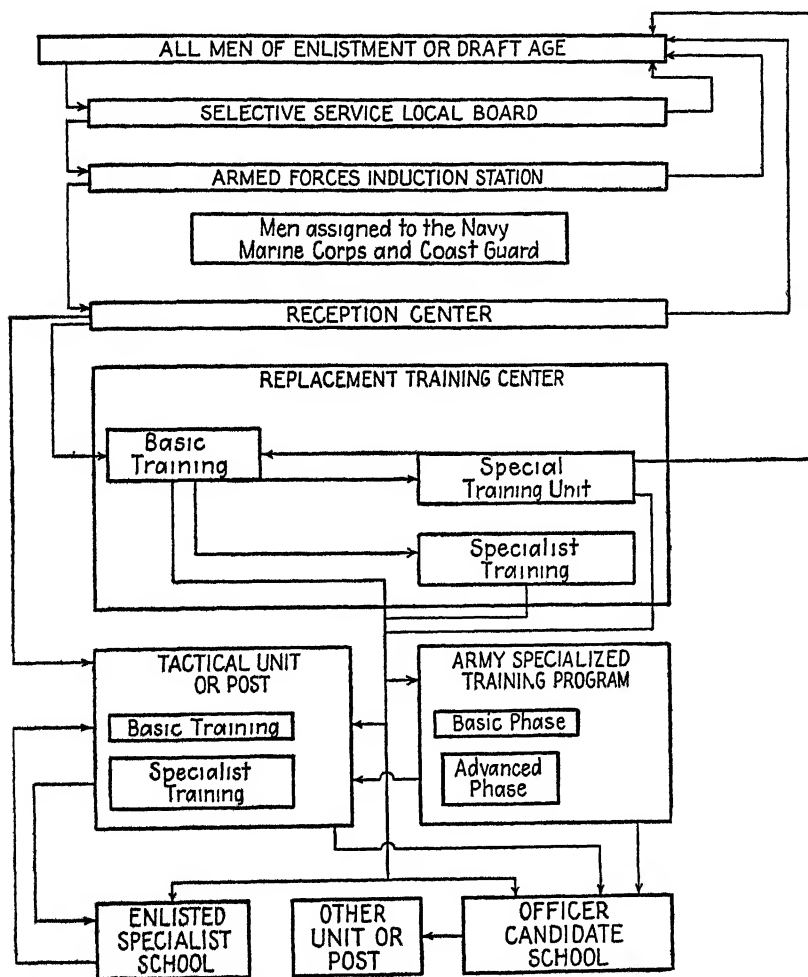 ALL MEN OF ENLISTMENT OR DRAFT AGE
SELECTIVE SERVICE LOCAL BOARD
ARMED FORCES INDUCTION STATION
Men assigned to the Navy
Marine Corps and Coast Guard
RECEPTION CENTER
REPLACEMENT TRAINING CENTER
Basic
Training
Special
Training Unit
Specialist
Training
TACTICAL UNIT
OR POST
Basic Training
Specialist
Training
ARMY SPECIALIZED
TRAINING PROGRAM
Basic Phase
Advanced
Phase
ENLISTED
SPECIALIST
SCHOOL
OTHER
UNIT OR
POST
OFFICER
CANDIDATE
SCHOOL